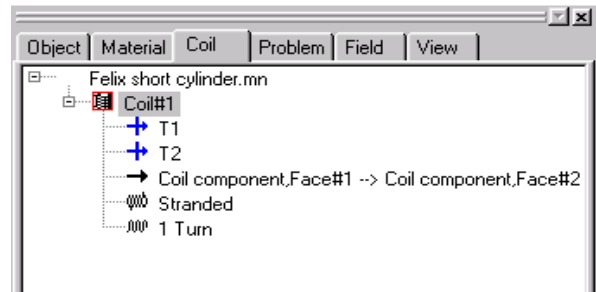 Object Material Coil Problem Field View
Felix short cylinder.mn
Coil#1
T1
T2
Coil component,Face#1 --> Coil component,Face#2
Stranded
1 Turn